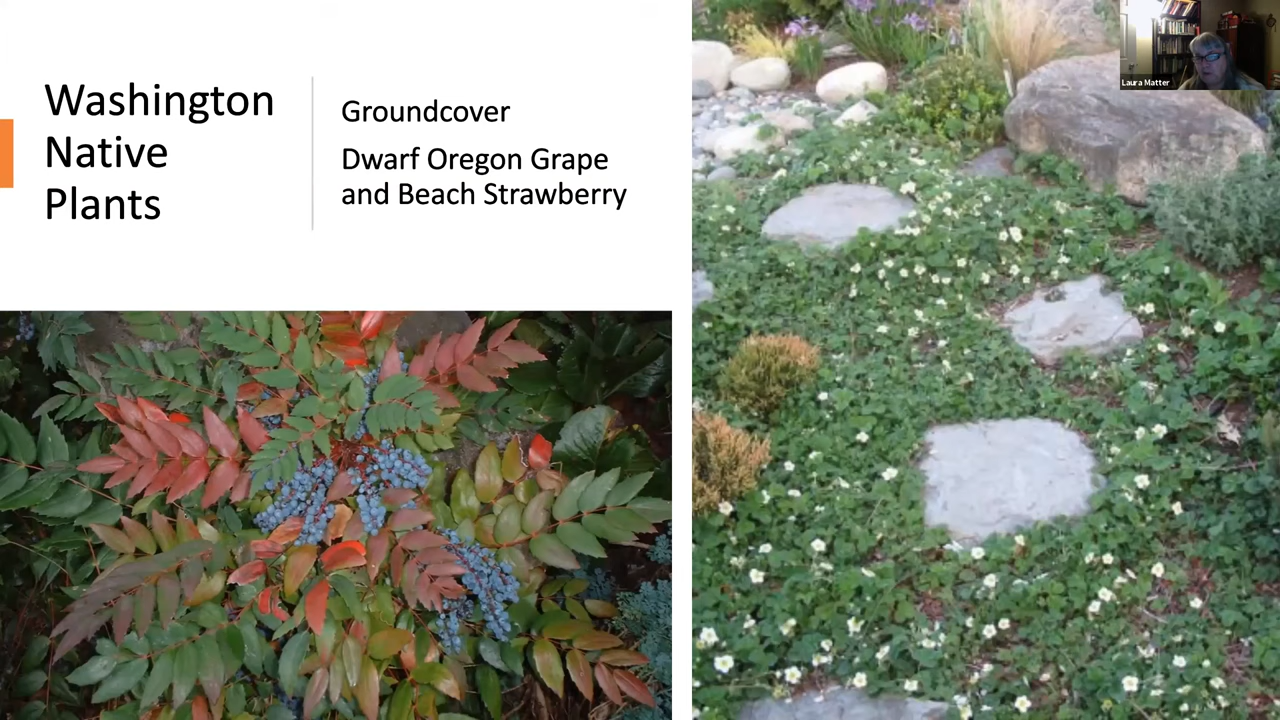 Washington
Native
Plants
Groundcover
Dwarf Oregon Grape
and Beach Strawberry
Laura Matter